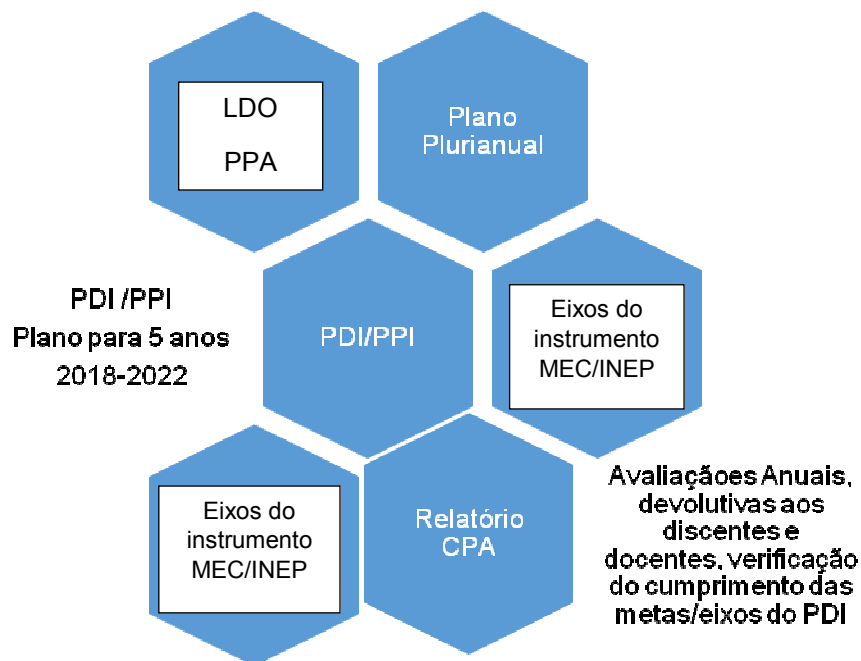 LDO
PPA
Plano
Plurianual
PDI /PPI
Plano para 5 anos
2018-2022
PDI/PPI
Eixos do
instrumento
MEC/INEP
Eixos do
instrumento
MEC/INEP
Relatório
CPA
Avaliaçãoes Anuais,
devolutivas aos
discentes e
docentes, verificação
do cumprimento das
metas/eixos do PDI